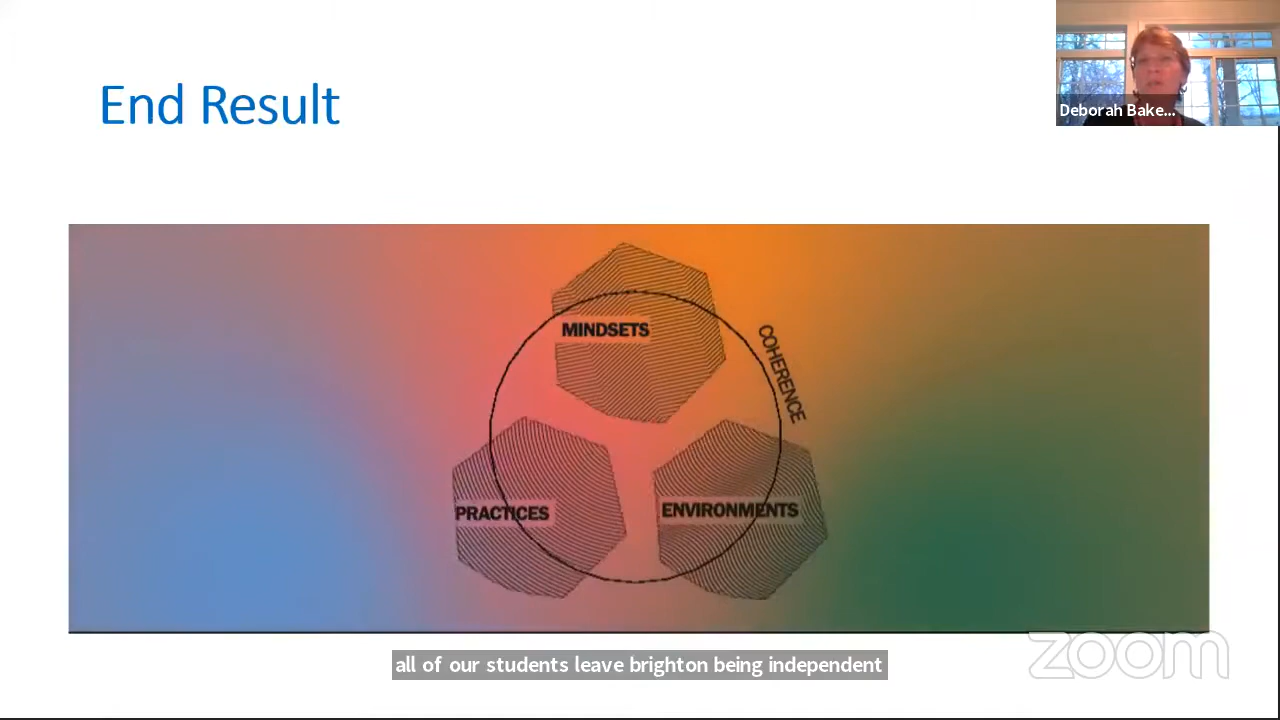 End Result
Deborah Bake...
MINDSETS
COHERENCE
PRACTICES
ENVIRONMENTS
all of our students leave brighton being independent
zoom